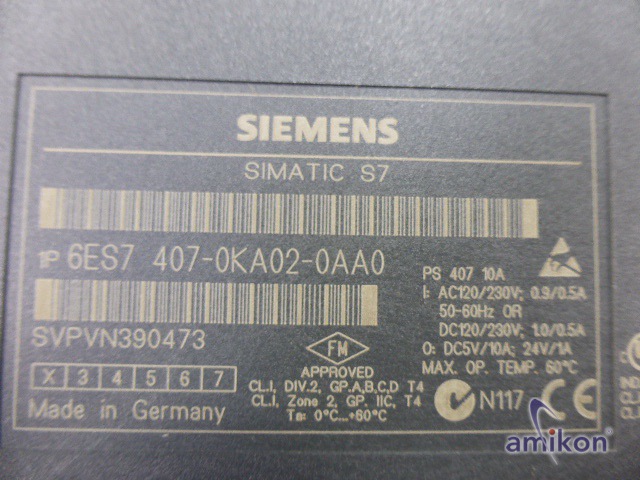 SIEMENS
SIMATIC S7
1P 6ES7 407-0KA02-0AA0
SVPVN390473
X 3 4 5 6 7
Made in Germany
FM
APPROVED
CL.I, DIV.2, GP.A,B,C,D T4
CL.I, Zone 2, GP. IIC, T4
Ta: 0°C...+60°C
PS 407 10A
I: AC120/230V; 0.9/0.5A
50-60Hz OR
DC120/230V; 1.0/0.5A
O: DC5V/10A; 24V/1A
MAX. OP. TEMP. 60°C
N117 CE
amikon